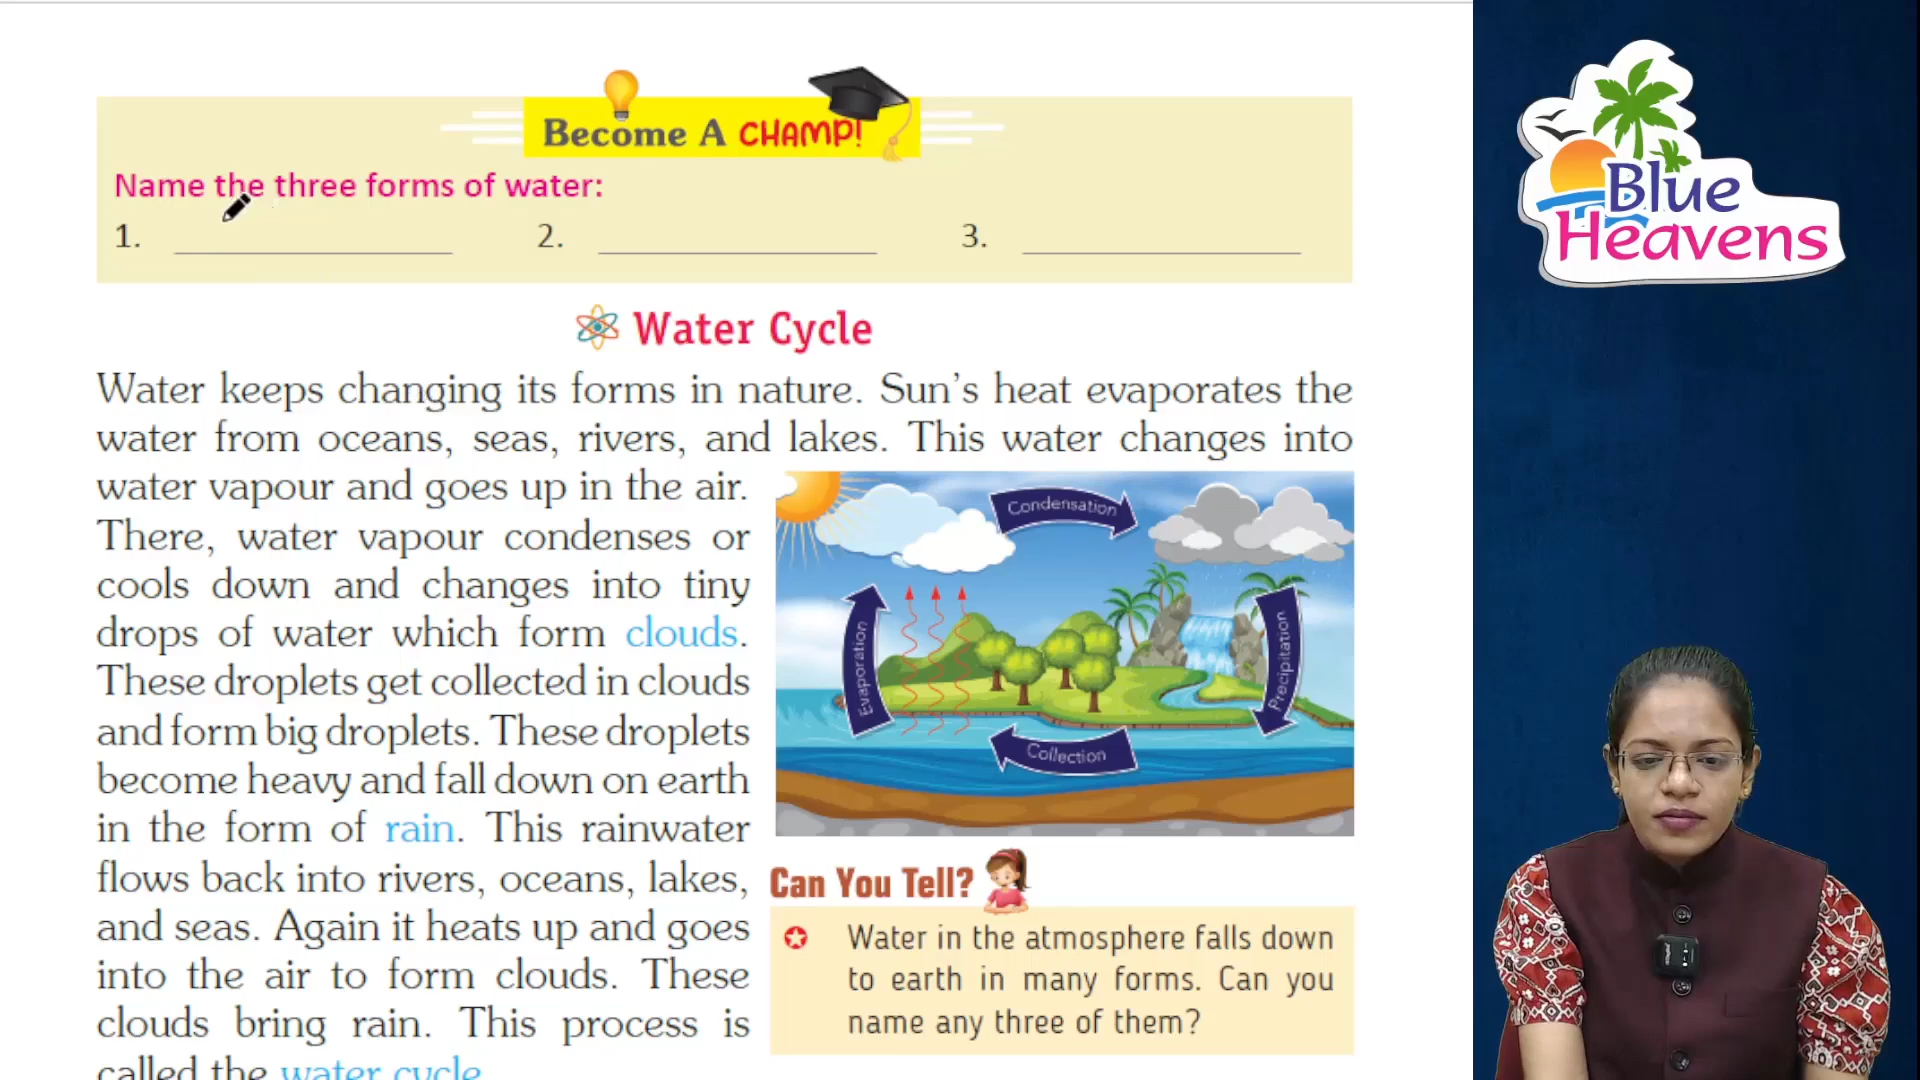 Become A CHAMP!
Name the three forms of water:
1. 2. 3.
Water Cycle
Water keeps changing its forms in nature. Sun's heat evaporates the
water from oceans, seas, rivers, and lakes. This water changes into
water vapour and goes up in the air.
There, water vapour condenses or
cools down and changes into tiny
drops of water which form clouds.
These droplets get collected in clouds
and form big droplets. These droplets
become heavy and fall down on earth
in the form of rain. This rainwater
flows back into rivers, oceans, lakes,
and seas. Again it heats up and goes
into the air to form clouds. These
clouds bring rain. This process is
called the water cycle
Condensation
Evaporation
Precipitation
Collection
Can You Tell?
Water in the atmosphere falls down
to earth in many forms. Can you
name any three of them?
Blue
Heavens